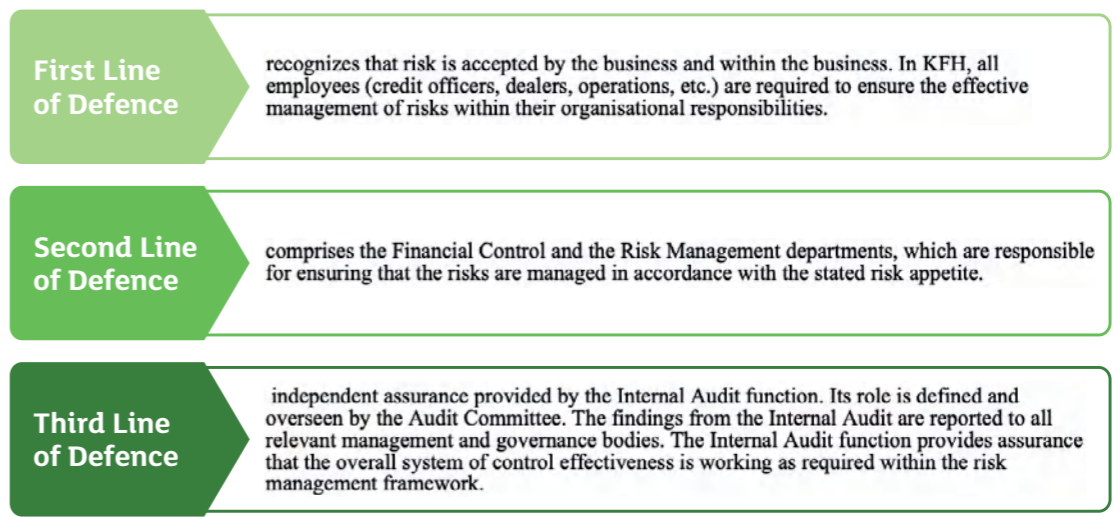 First Line
of Defence
recognizes that risk is accepted by the business and within the business. In KFH, all
employees (credit officers, dealers, operations, etc.) are required to ensure the effective
management of risks within their organisational responsibilities.
Second Line
of Defence
comprises the Financial Control and the Risk Management departments, which are responsible
for ensuring that the risks are managed in accordance with the stated risk appetite.
Third Line
of Defence
independent assurance provided by the Internal Audit function. Its role is defined and
overseen by the Audit Committee. The findings from the Internal Audit are reported to all
relevant management and governance bodies. The Internal Audit function provides assurance
that the overall system of control effectiveness is working as required within the risk
management framework.